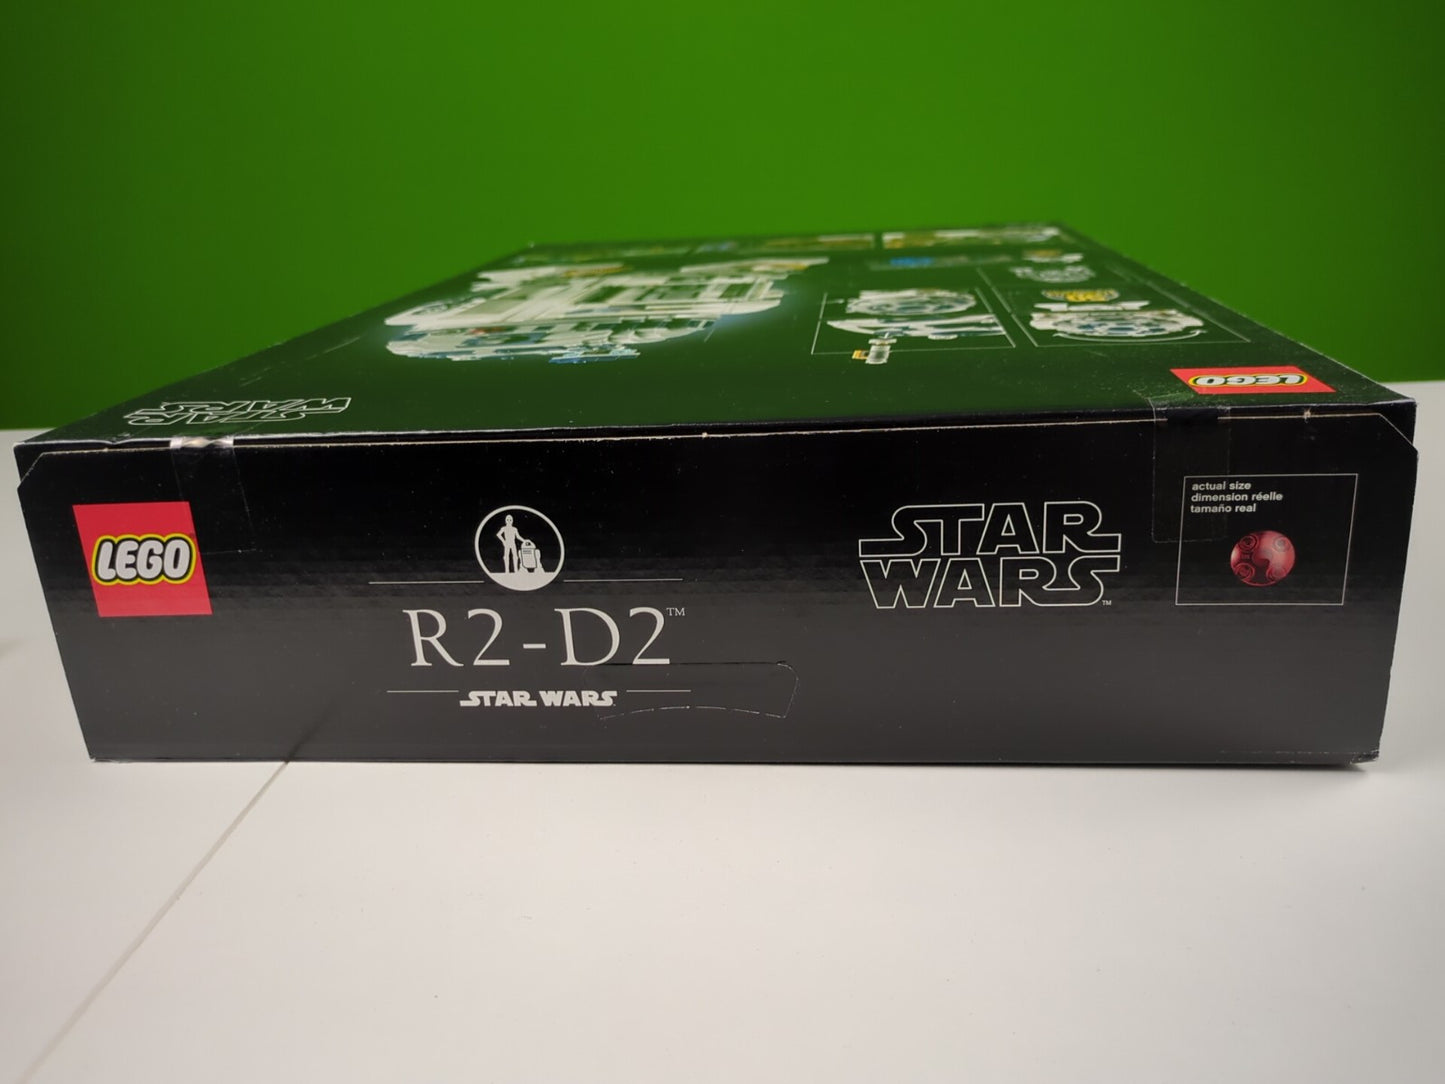 STAR
WARS
LEGO
LEGO
R2-D2™
STAR WARS
STAR
WARS™
actual size
dimension réelle
tamaño real